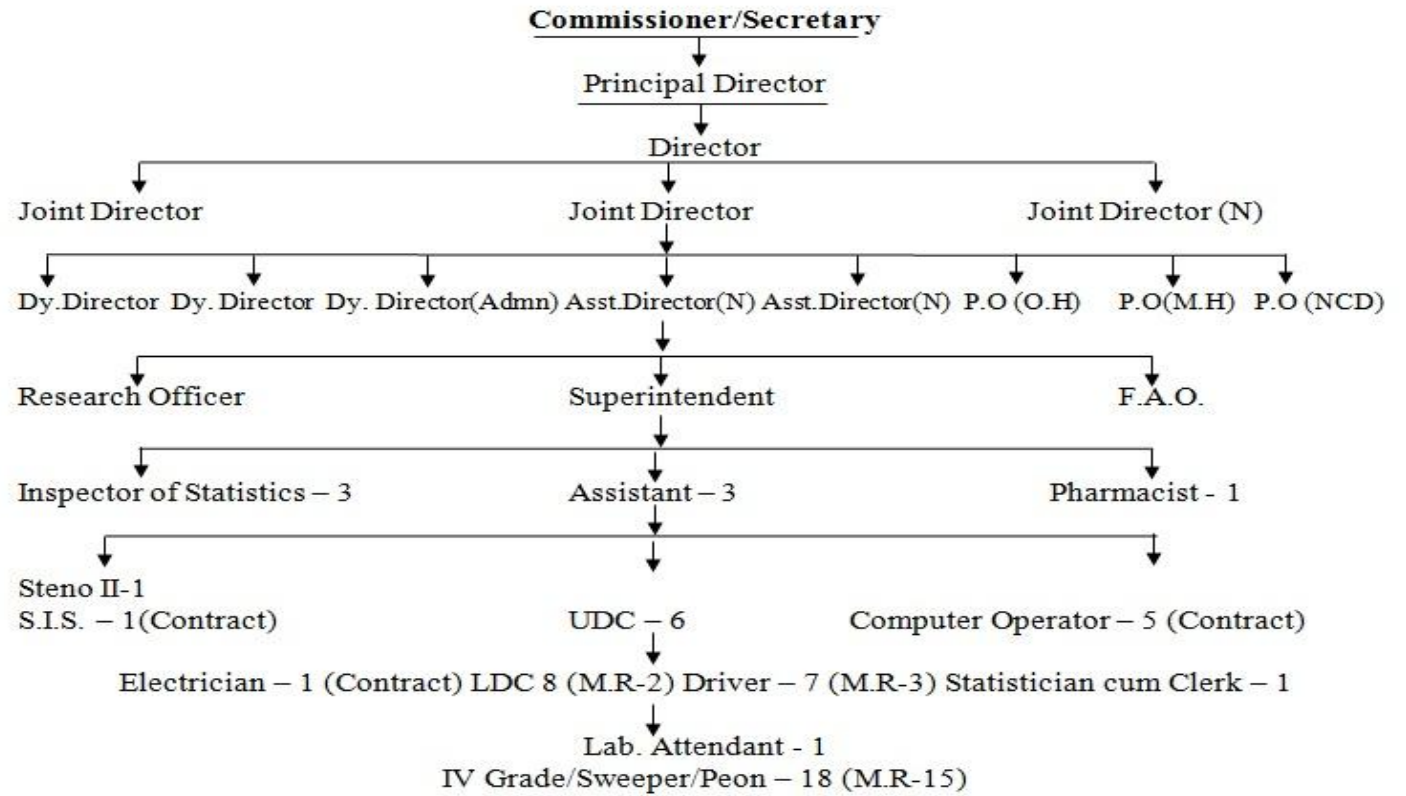 Commissioner/Secretary
Principal Director
Director
Joint Director Joint Director Joint Director (N)
Dy.Director Dy. Director Dy. Director(Admn) Asst.Director(N) Asst.Director(N) P.O (O.H) P.O(M.H) P.O (NCD)
Research Officer Superintendent F.A.O.
Inspector of Statistics – 3 Assistant – 3 Pharmacist - 1
Steno II-1
S.I.S. – 1(Contract) UDC – 6 Computer Operator – 5 (Contract)
Electrician – 1 (Contract) LDC 8 (M.R-2) Driver – 7 (M.R-3) Statistician cum Clerk – 1
Lab. Attendant - 1
IV Grade/Sweeper/Peon – 18 (M.R-15)